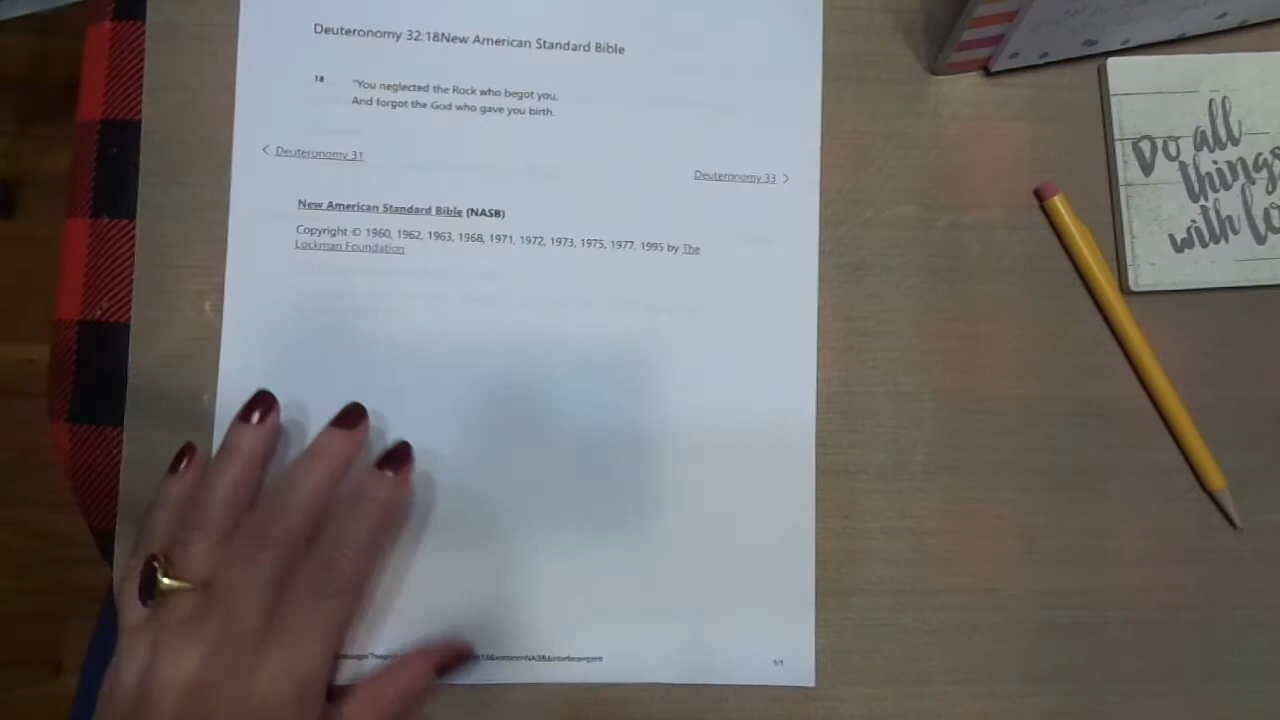 Deuteronomy 32:18New American Standard Bible
18 "You neglected the Rock who begot you,
And forgot the God who gave you birth.
< Deuteronomy 31
Deuteronomy 33 >
New American Standard Bible (NASB)
Copyright © 1960, 1962, 1963, 1968, 1971, 1972, 1973, 1975, 1977, 1995 by The
Lockman Foundation
1/1
Do all
things
with